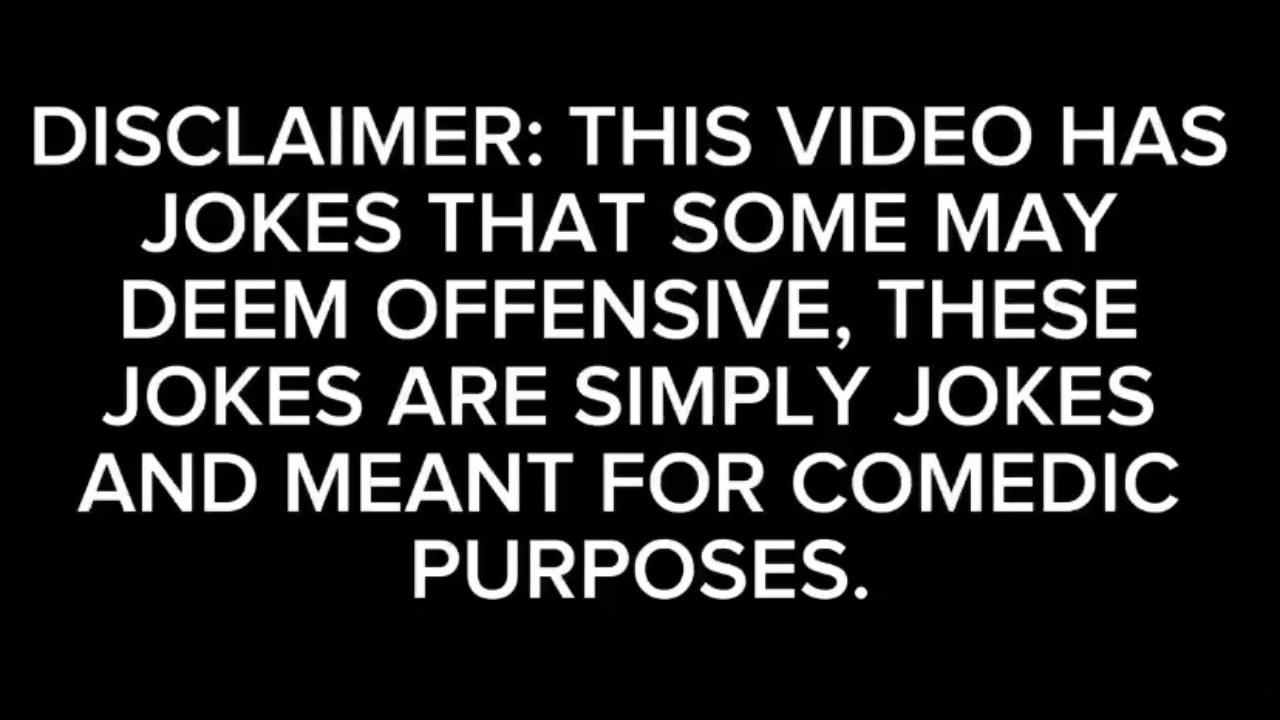 DISCLAIMER: THIS VIDEO HAS
JOKES THAT SOME MAY
DEEM OFFENSIVE, THESE
JOKES ARE SIMPLY JOKES
AND MEANT FOR COMEDIC
PURPOSES.